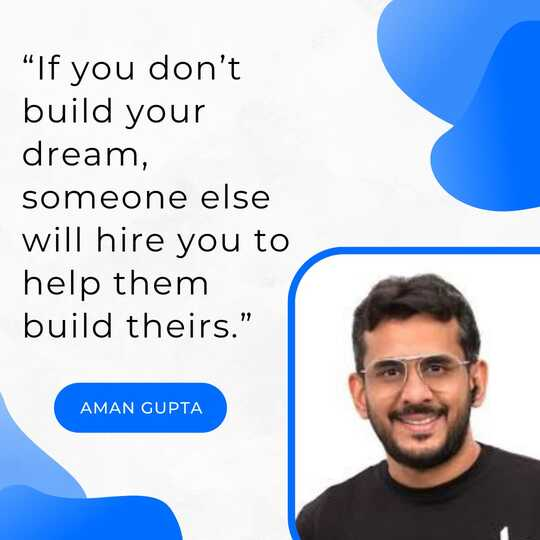 “If you don’t
build your
dream,
someone else
will hire you to
help them
build theirs.”
AMAN GUPTA